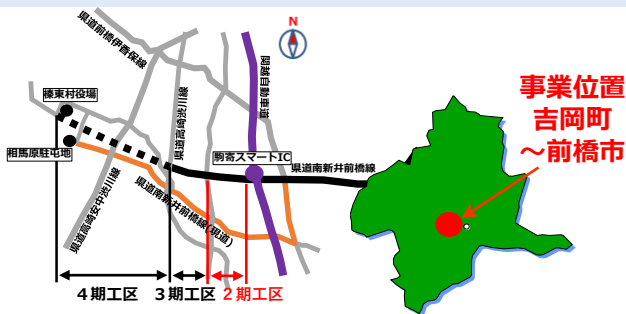 県道前橋伊香保線
N
榛東村役場
県道高崎渋川線
関越自動車道
相馬原駐屯地
駒寄スマートIC
県道南新井前橋線
県道高崎安中渋川線
県道南新井前橋線(現道)
4期工区
3期工区
2期工区
事業位置
吉岡町
～前橋市